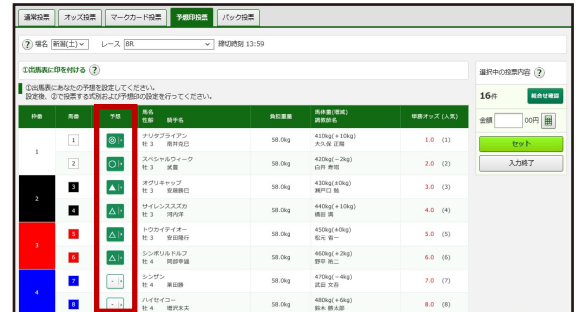 通常投票 オッズ投票 マークカード投票 予想印投票 パック投票
? 場名 新潟(土) レース 8R 締切時刻 13:59
①出馬表に印を付ける ?
①出馬表にあなたの予想を設定してください。
設定後、②で投票する式別および予想印の設定を行ってください。
枠番 馬番 予想 馬名 性齢 騎手名 負担重量 馬体重(増減) 調教師名 単勝オッズ (人気)
1 1 ◎ ナリタブライアン 58.0kg 410kg(+10kg) 1.0 (1)
牡 3 南井克巳 大久保 正陽
2 ○ スペシャルウィーク 58.0kg 420kg(-2kg) 2.0 (2)
牡 3 武豊 白井 寿昭
2 3 ▲ オグリキャップ 58.0kg 430kg(±0kg) 3.0 (3)
牡 3 安藤勝己 瀬戸口 勉
4 △ サイレンススズカ 58.0kg 440kg(+10kg) 4.0 (4)
牡 3 河内洋 橋田 満
3 5 △ トウカイテイオー 58.0kg 450kg(±0kg) 5.0 (5)
牡 3 安田隆行 松元 省一
6 △ シンボリルドルフ 58.0kg 460kg(+2kg) 6.0 (6)
牡 4 岡部幸雄 野平 祐二
4 7 - シンザン 58.0kg 470kg(-4kg) 7.0 (7)
牡 4 栗田勝 武田 文吾
8 - ハイセイコー 58.0kg 480kg(+6kg) 8.0 (8)
牡 4 増沢末夫 鈴木 勝太郎
選択中の投票内容 ?
16件 組合せ確認
金額 00円
セット
入力終了